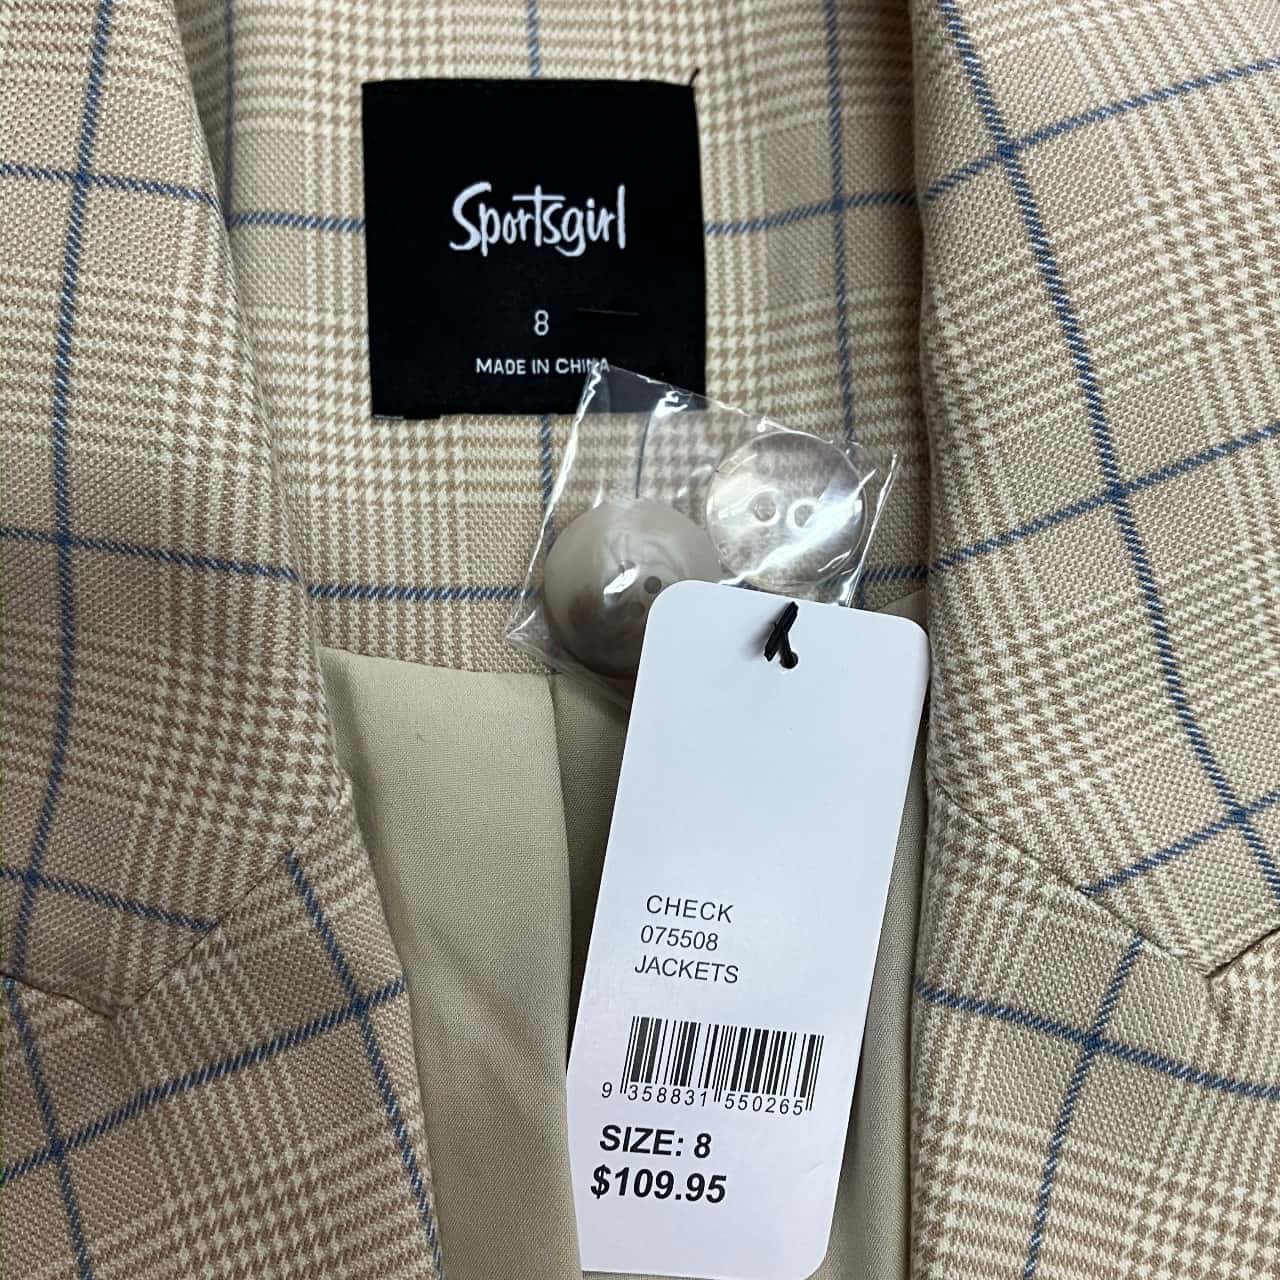 Sportsgirl
8
MADE IN CHINA
CHECK
075508
JACKETS
9 358831 550265
SIZE: 8
$109.95